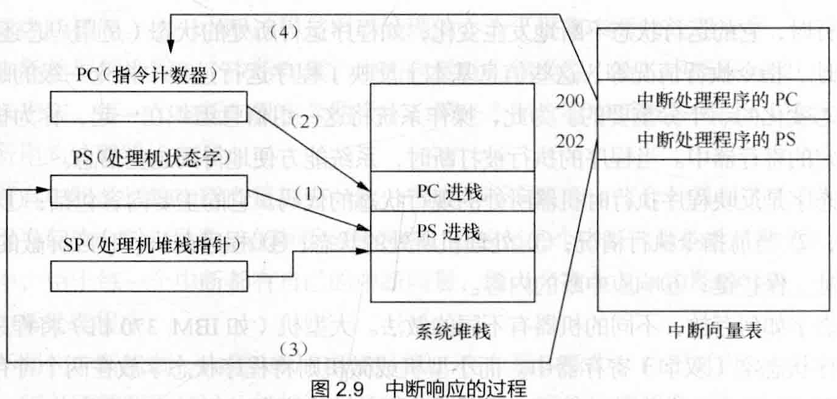 (4)
PC(指令计数器)
(2)
PS(处理机状态字)
(1)
SP(处理机堆栈指针)
(3)
PC 进栈
PS 进栈
系统堆栈
200
中断处理程序的 PC
202
中断处理程序的 PS
中断向量表
图 2.9 中断响应的过程